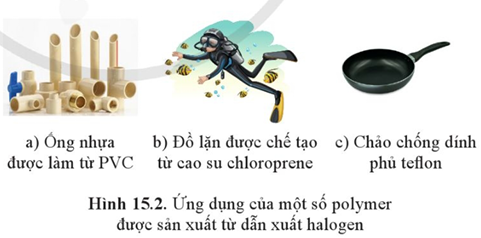 a) Ống nhựa
được làm từ PVC
b) Đồ lặn được chế tạo
từ cao su chloroprene
c) Chảo chống dính
phủ teflon
Hình 15.2. Ứng dụng của một số polymer
được sản xuất từ dẫn xuất halogen